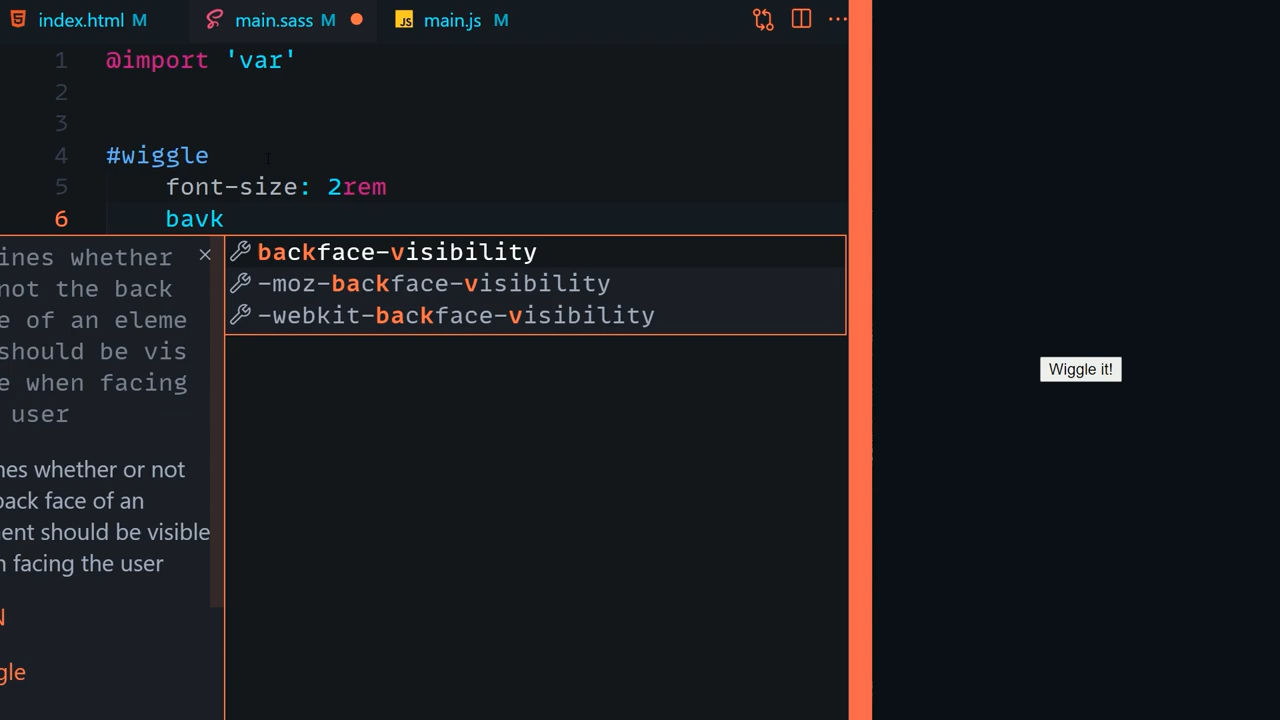 index.html M
main.sass M
JS main.js M
1 @import 'var'
2
3
4 #wiggle
5 font-size: 2rem
6 bavk
ines whether
not the back
e of an eleme
should be vis
e when facing
user
nes whether or not
back face of an
ent should be visible
n facing the user
N
gle
backface-visibility
-moz-backface-visibility
-webkit-backface-visibility
Wiggle it!